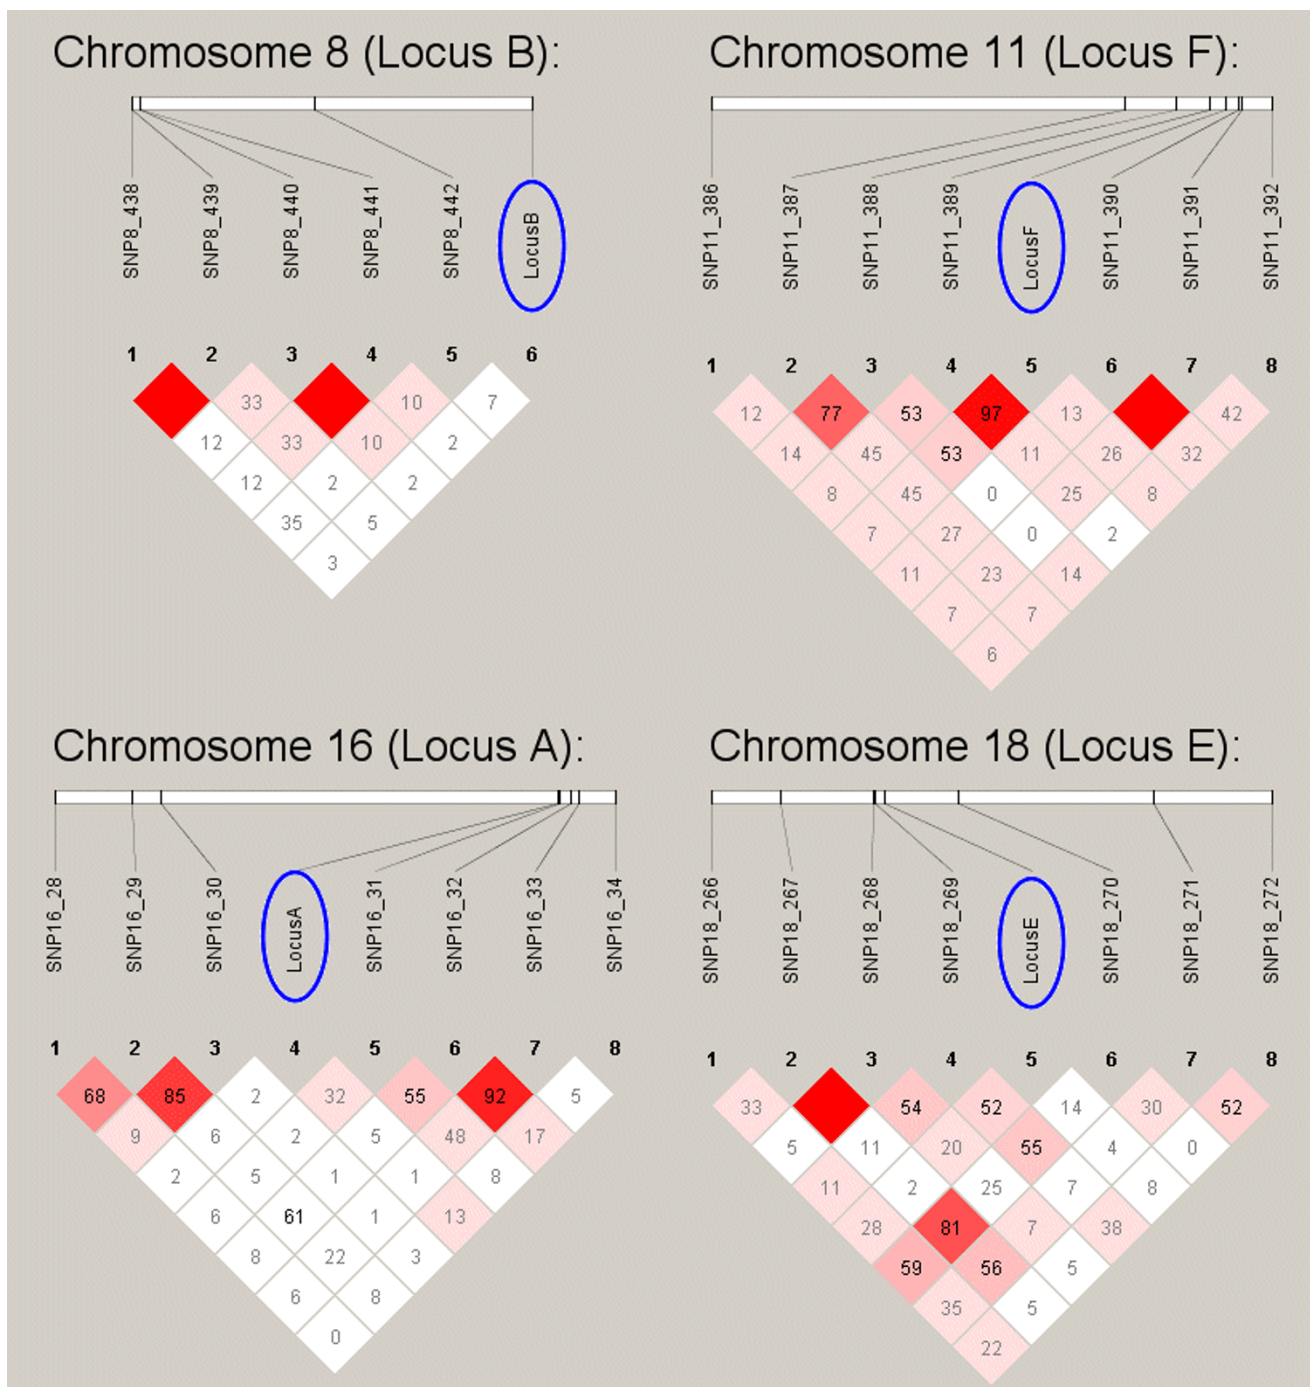 Chromosome 8 (Locus B):
SNP8_438 SNP8_439 SNP8_440 SNP8_441 SNP8_442 LocusB
1 2 3 4 5 6
33 10 7
12 33 10 2
12 2 2
35 5
3
Chromosome 11 (Locus F):
SNP11_386 SNP11_387 SNP11_388 SNP11_389 LocusF SNP11_390 SNP11_391 SNP11_392
1 2 3 4 5 6 7 8
12 77 53 97 13 42
14 45 53 11 26 32
8 45 0 25 8
7 27 0 2
11 23 14
7 7
6
Chromosome 16 (Locus A):
SNP16_28 SNP16_29 SNP16_30 LocusA SNP16_31 SNP16_32 SNP16_33 SNP16_34
1 2 3 4 5 6 7 8
68 85 2 32 55 92 5
9 6 2 5 48 17
2 5 1 1 8
6 61 1 13
8 22 3
6 8
0
Chromosome 18 (Locus E):
SNP18_266 SNP18_267 SNP18_268 SNP18_269 LocusE SNP18_270 SNP18_271 SNP18_272
1 2 3 4 5 6 7 8
33 54 52 14 30 52
5 11 20 55 4 0
11 2 25 7 8
28 81 7 38
59 56 5
35 5
22